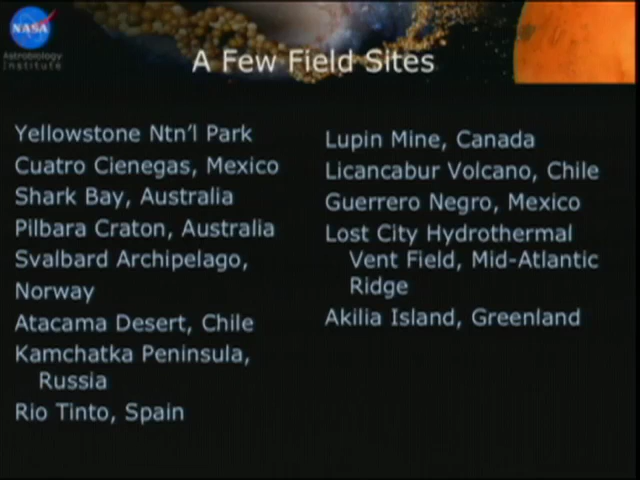 NASA
Astrobiology
Institute
A Few Field Sites
Yellowstone Ntn'l Park
Cuatro Cienegas, Mexico
Shark Bay, Australia
Pilbara Craton, Australia
Svalbard Archipelago,
Norway
Atacama Desert, Chile
Kamchatka Peninsula,
Russia
Rio Tinto, Spain
Lupin Mine, Canada
Licancabur Volcano, Chile
Guerrero Negro, Mexico
Lost City Hydrothermal
Vent Field, Mid-Atlantic
Ridge
Akilia Island, Greenland